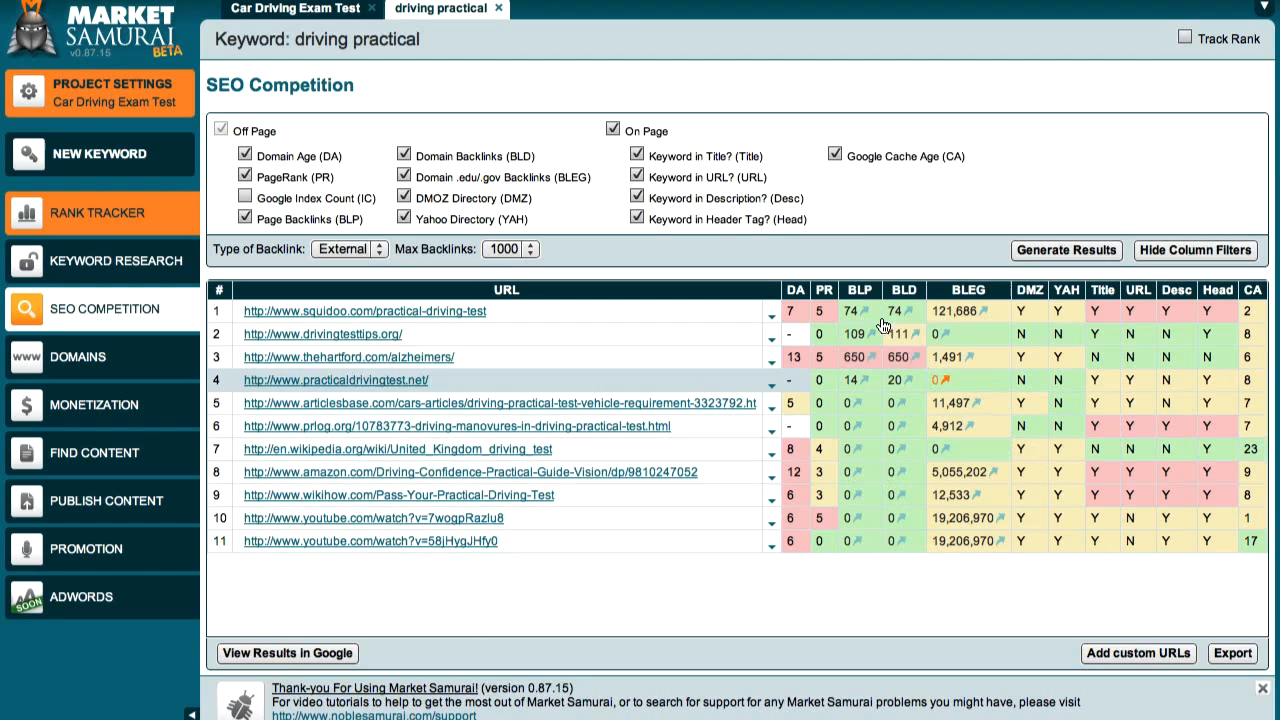 MARKET
SAMURAI
v0.87.15 BETA
Car Driving Exam Test
driving practical
Keyword: driving practical
Track Rank
PROJECT SETTINGS
Car Driving Exam Test
NEW KEYWORD
RANK TRACKER
KEYWORD RESEARCH
SEO COMPETITION
www DOMAINS
$ MONETIZATION
FIND CONTENT
PUBLISH CONTENT
PROMOTION
SOON ADWORDS
SEO Competition
Off Page
On Page
Domain Age (DA) Domain Backlinks (BLD) Keyword in Title? (Title) Google Cache Age (CA)
PageRank (PR) Domain .edu/.gov Backlinks (BLEG) Keyword in URL? (URL)
Google Index Count (IC) DMOZ Directory (DMZ) Keyword in Description? (Desc)
Page Backlinks (BLP) Yahoo Directory (YAH) Keyword in Header Tag? (Head)
Type of Backlink: External Max Backlinks: 1000 Generate Results Hide Column Filters
# URL DA PR BLP BLD BLEG DMZ YAH Title URL Desc Head CA
1 http://www.squidoo.com/practical-driving-test 7 5 74 74 121,686 Y Y Y Y Y Y 2
2 http://www.drivingtesttips.org/ - 0 109 111 0 N N Y N N N 8
3 http://www.thehartford.com/alzheimers/ 13 5 650 650 1,491 Y Y N N N N 6
4 http://www.practicaldrivingtest.net/ - 0 14 20 0 N N Y Y N Y 8
5 http://www.articlesbase.com/cars-articles/driving-practical-test-vehicle-requirement-3323792.ht 5 0 0 0 11,497 Y N Y Y Y Y 7
6 http://www.prlog.org/10783773-driving-manovures-in-driving-practical-test.html - 0 0 0 4,912 N N Y Y Y Y 7
7 http://en.wikipedia.org/wiki/United_Kingdom_driving_test 8 4 0 0 0 Y Y Y N N Y 23
8 http://www.amazon.com/Driving-Confidence-Practical-Guide-Vision/dp/9810247052 12 3 0 0 5,055,202 Y Y Y Y Y Y 9
9 http://www.wikihow.com/Pass-Your-Practical-Driving-Test 6 3 0 0 12,533 Y Y Y Y Y Y 8
10 http://www.youtube.com/watch?v=7wogpRazlu8 6 5 0 0 19,206,970 Y Y Y N Y Y 1
11 http://www.youtube.com/watch?v=58jHygJHfy0 6 0 0 0 19,206,970 Y Y Y N Y Y 17
View Results in Google Add custom URLs Export
Thank-you For Using Market Samurai! (version 0.87.15)
For video tutorials to help to get the most out of Market Samurai, or to search for support for any Market Samurai problems you might have, please visit
http://www.noblesamurai.com/support